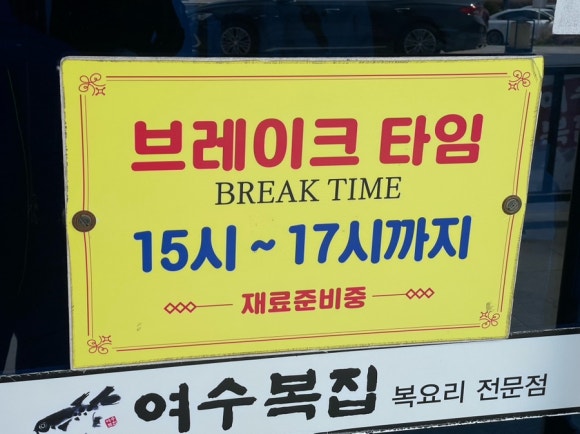 브레이크 타임
BREAK TIME
15시 ~ 17시까지
재료준비중
여수복집 복요리 전문점